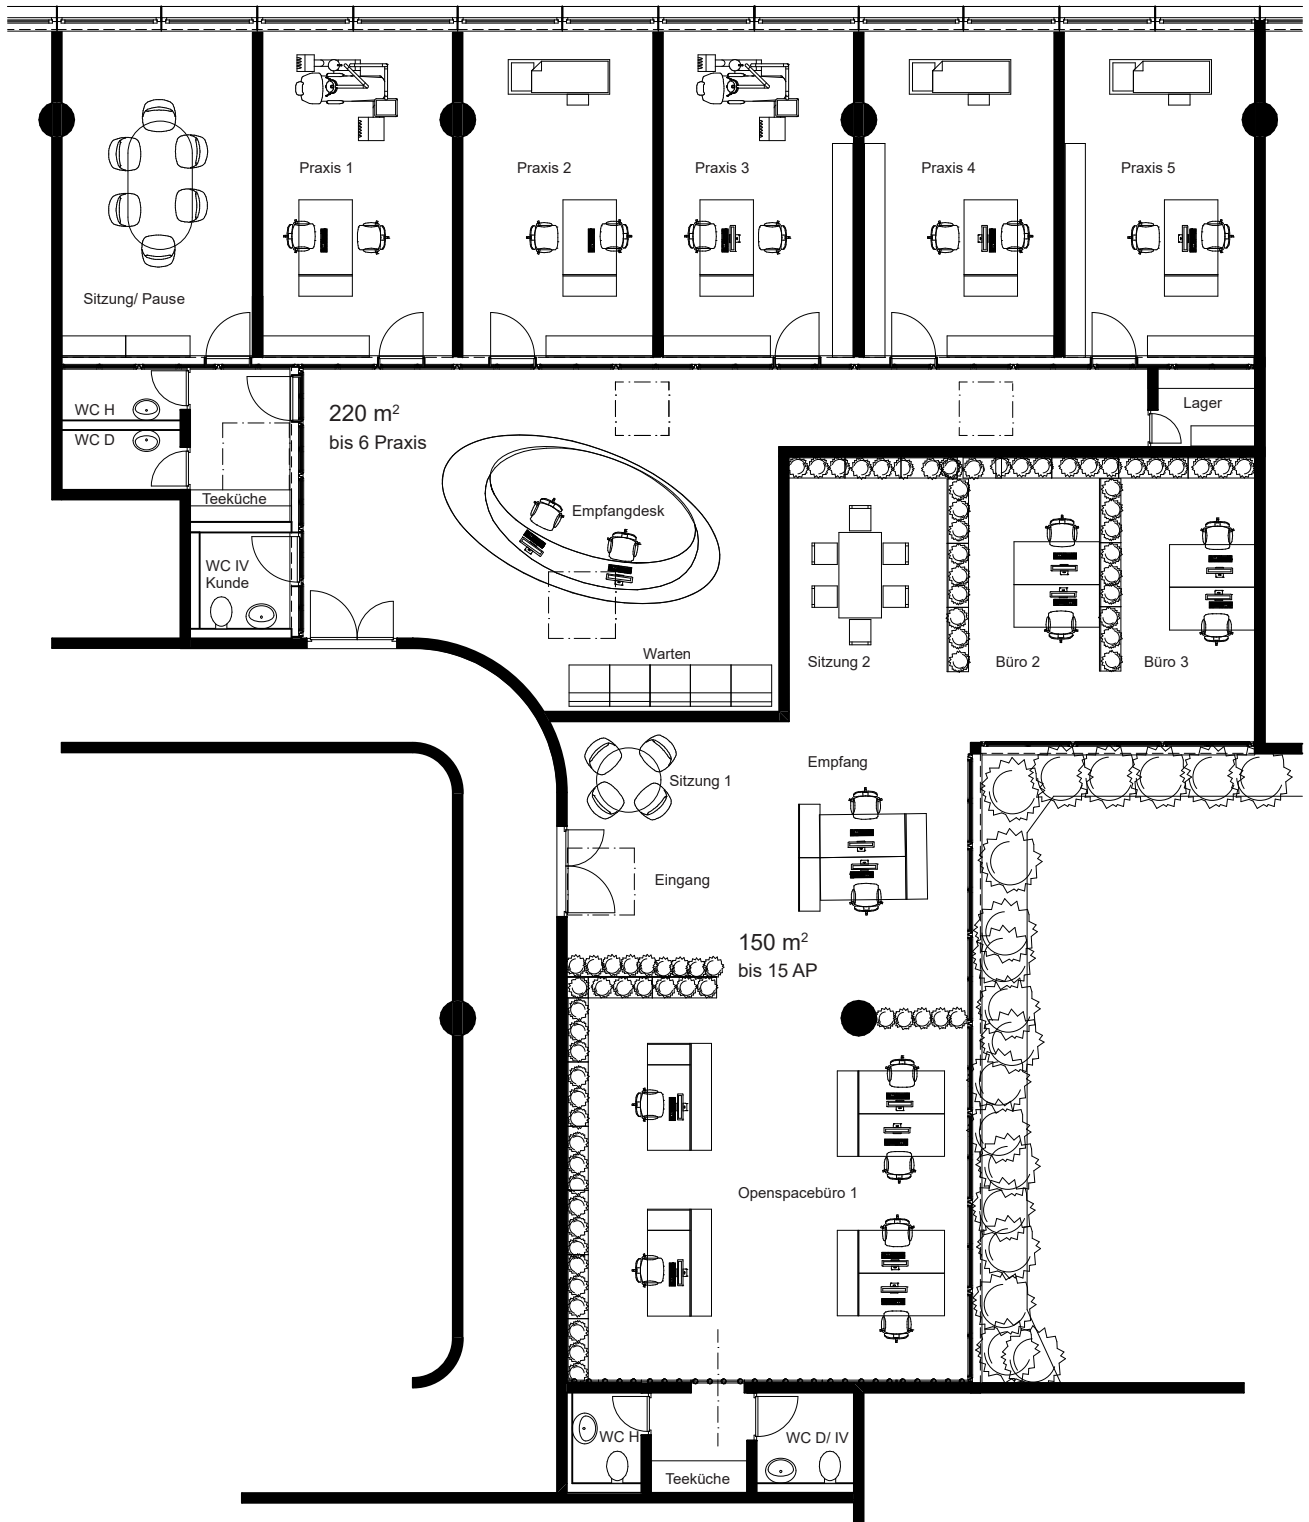 Praxis 1
Praxis 2
Praxis 3
Praxis 4
Praxis 5
Sitzung/ Pause
WC H
WC D
220 m²
bis 6 Praxis
Lager
Teeküche
Empfangdesk
WC IV
Kunde
Warten
Sitzung 2
Büro 2
Büro 3
Sitzung 1
Empfang
Eingang
150 m²
bis 15 AP
Openspacebüro 1
WC H
WC D/ IV
Teeküche